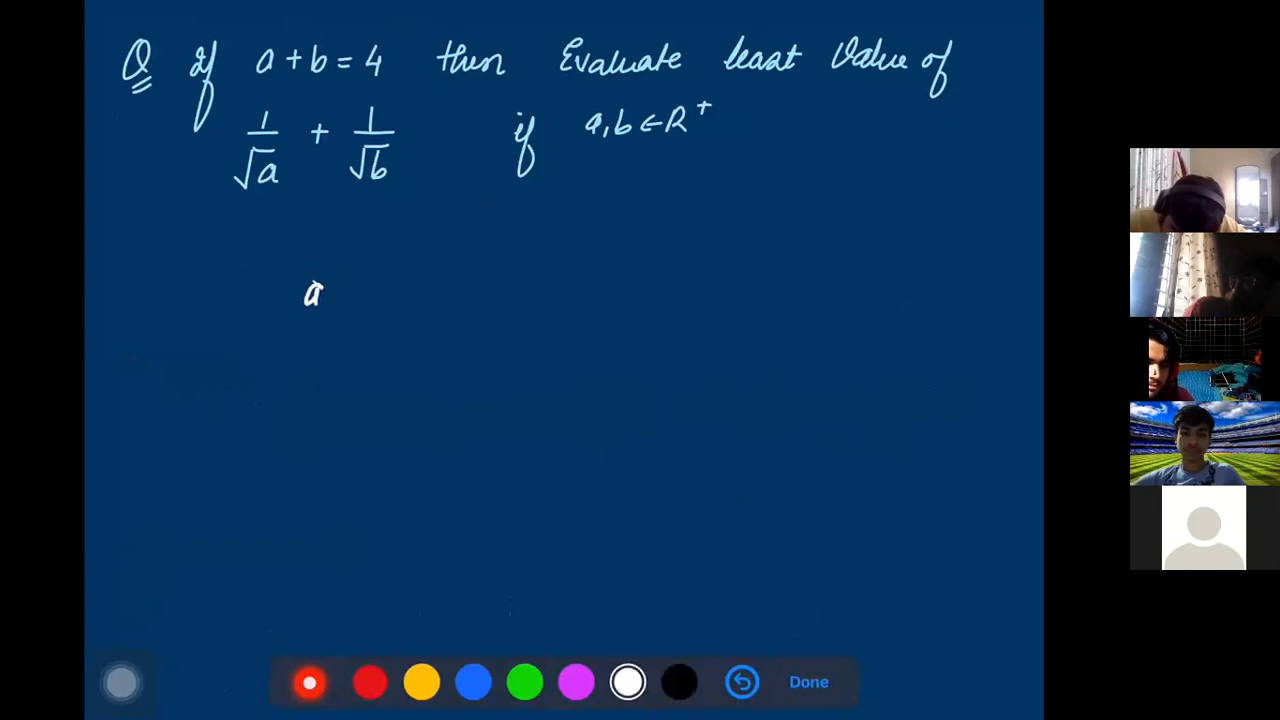 Q If a + b = 4 then Evaluate least Value of
1/√a + 1/√b if a, b ∈ R⁺
a
Done